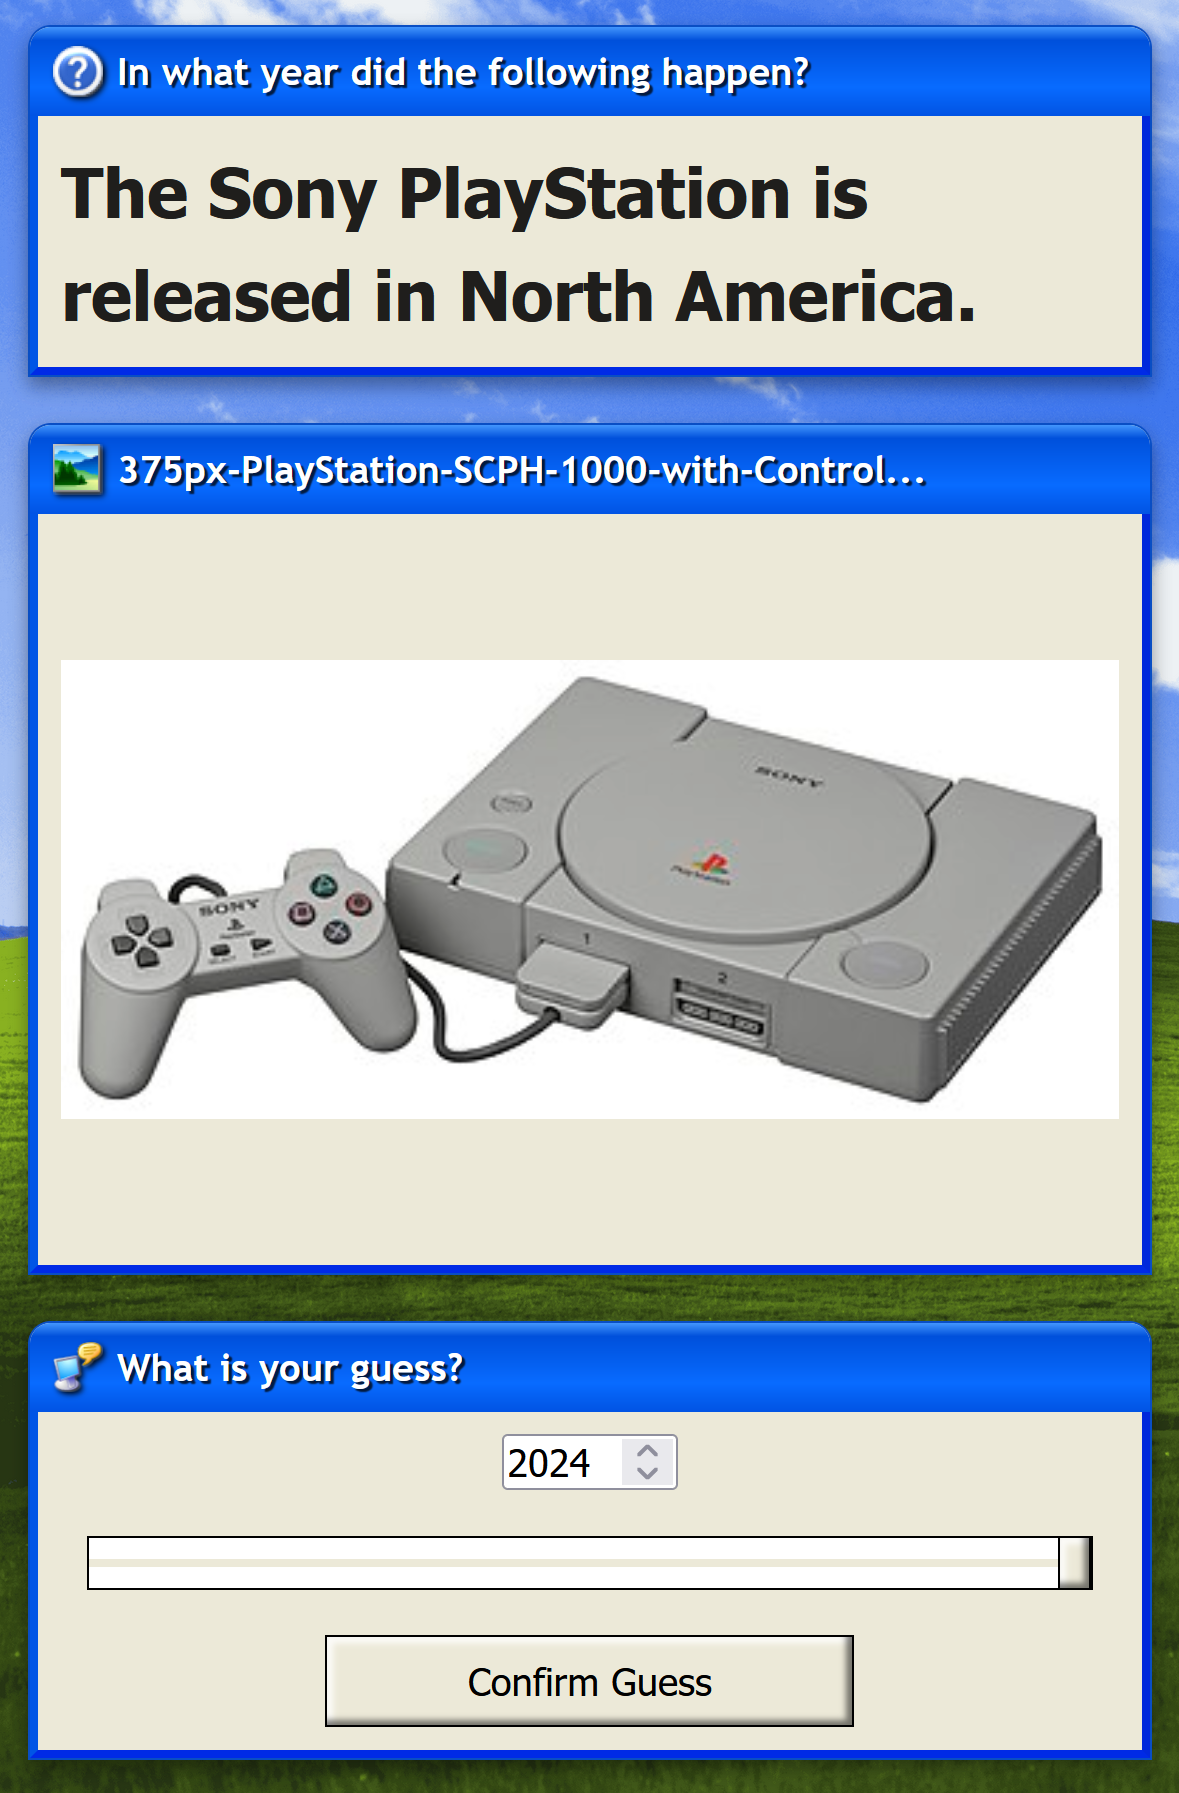 In what year did the following happen?
The Sony PlayStation is
released in North America.
375px-PlayStation-SCPH-1000-with-Control...
SONY
PlayStation
SONY
1
2
What is your guess?
2024
Confirm Guess